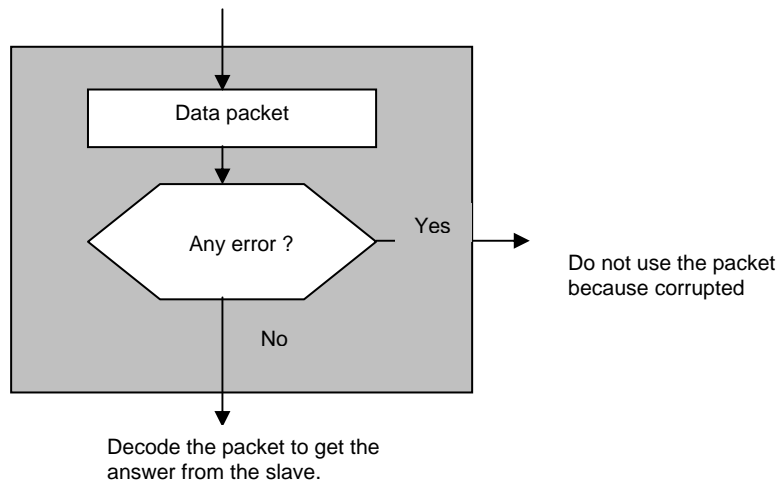 Data packet
Any error ?
Yes
Do not use the packet
because corrupted
No
Decode the packet to get the
answer from the slave.